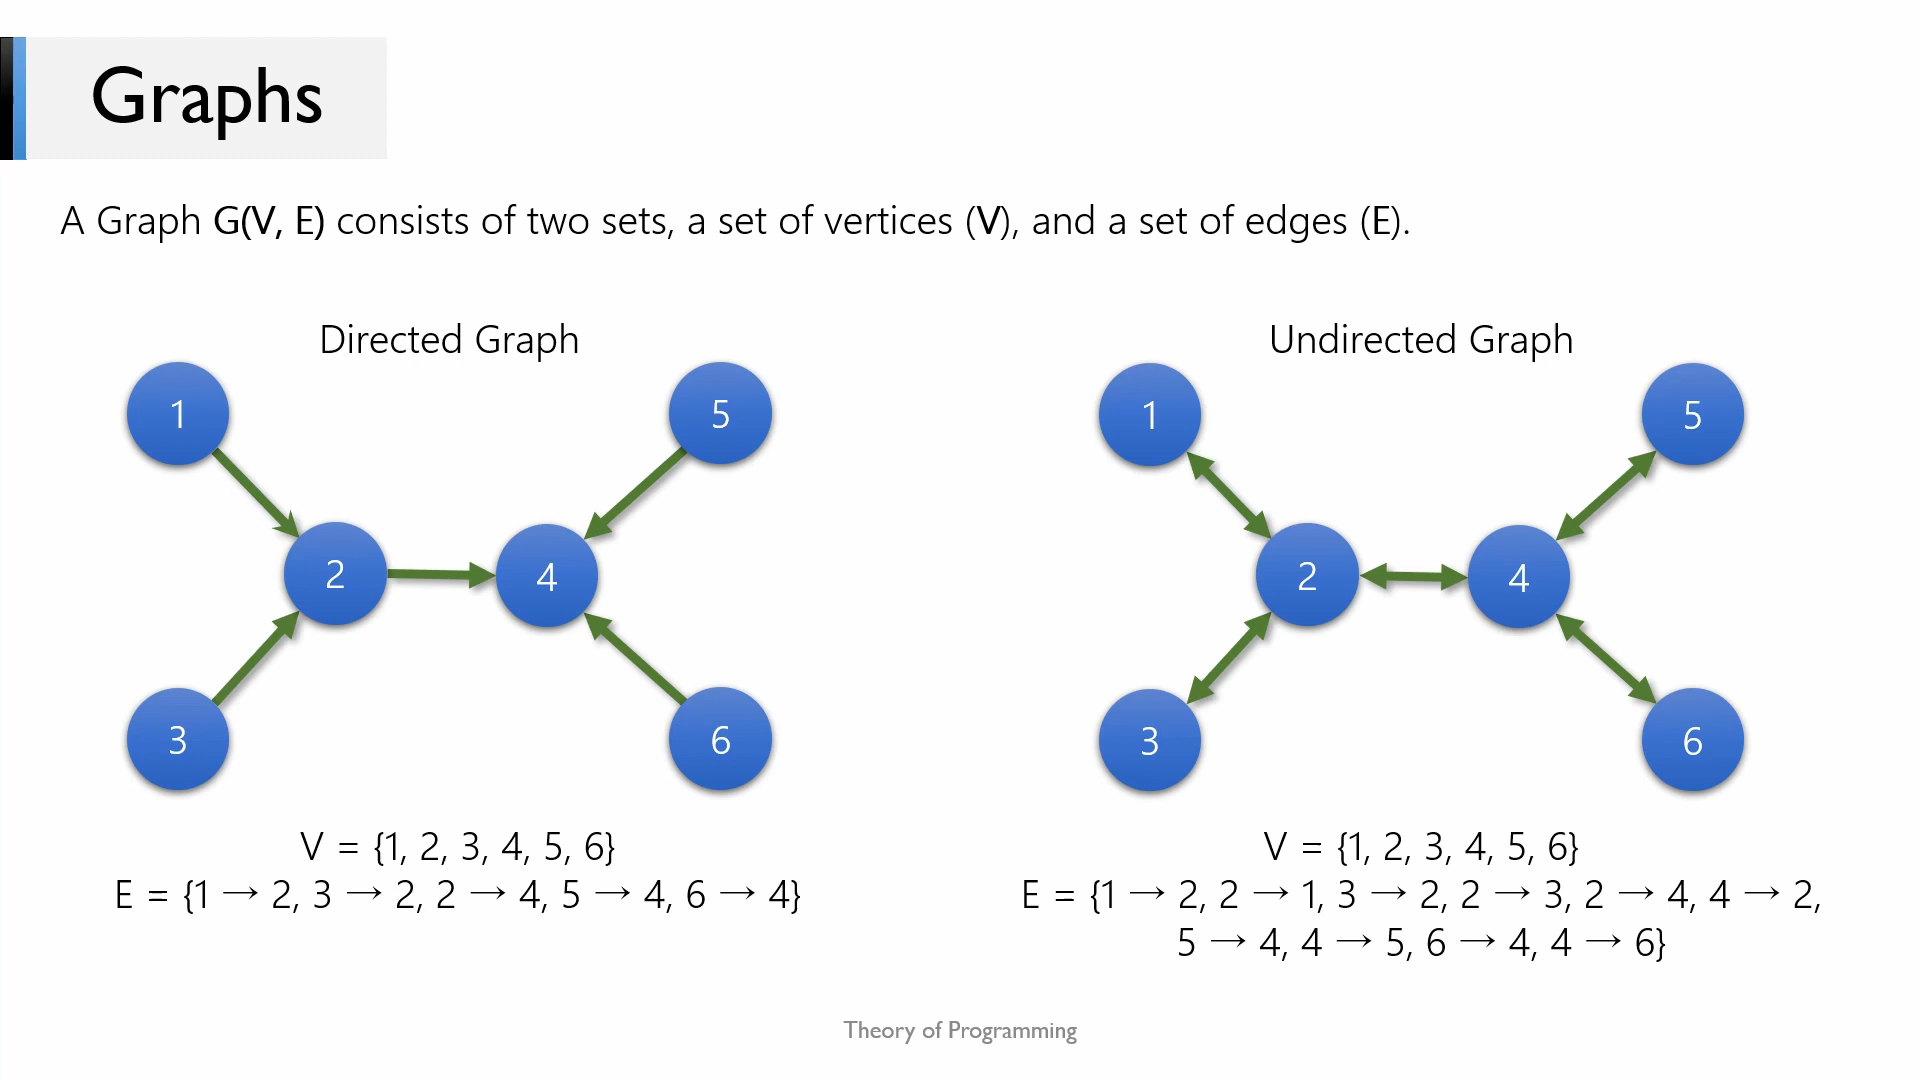 Graphs
A Graph G(V, E) consists of two sets, a set of vertices (V), and a set of edges (E).
Directed Graph
1
5
2
4
3
6
V = {1, 2, 3, 4, 5, 6}
E = {1 → 2, 3 → 2, 2 → 4, 5 → 4, 6 → 4}
Undirected Graph
1
5
2
4
3
6
V = {1, 2, 3, 4, 5, 6}
E = {1 → 2, 2 → 1, 3 → 2, 2 → 3, 2 → 4, 4 → 2,
5 → 4, 4 → 5, 6 → 4, 4 → 6}
Theory of Programming